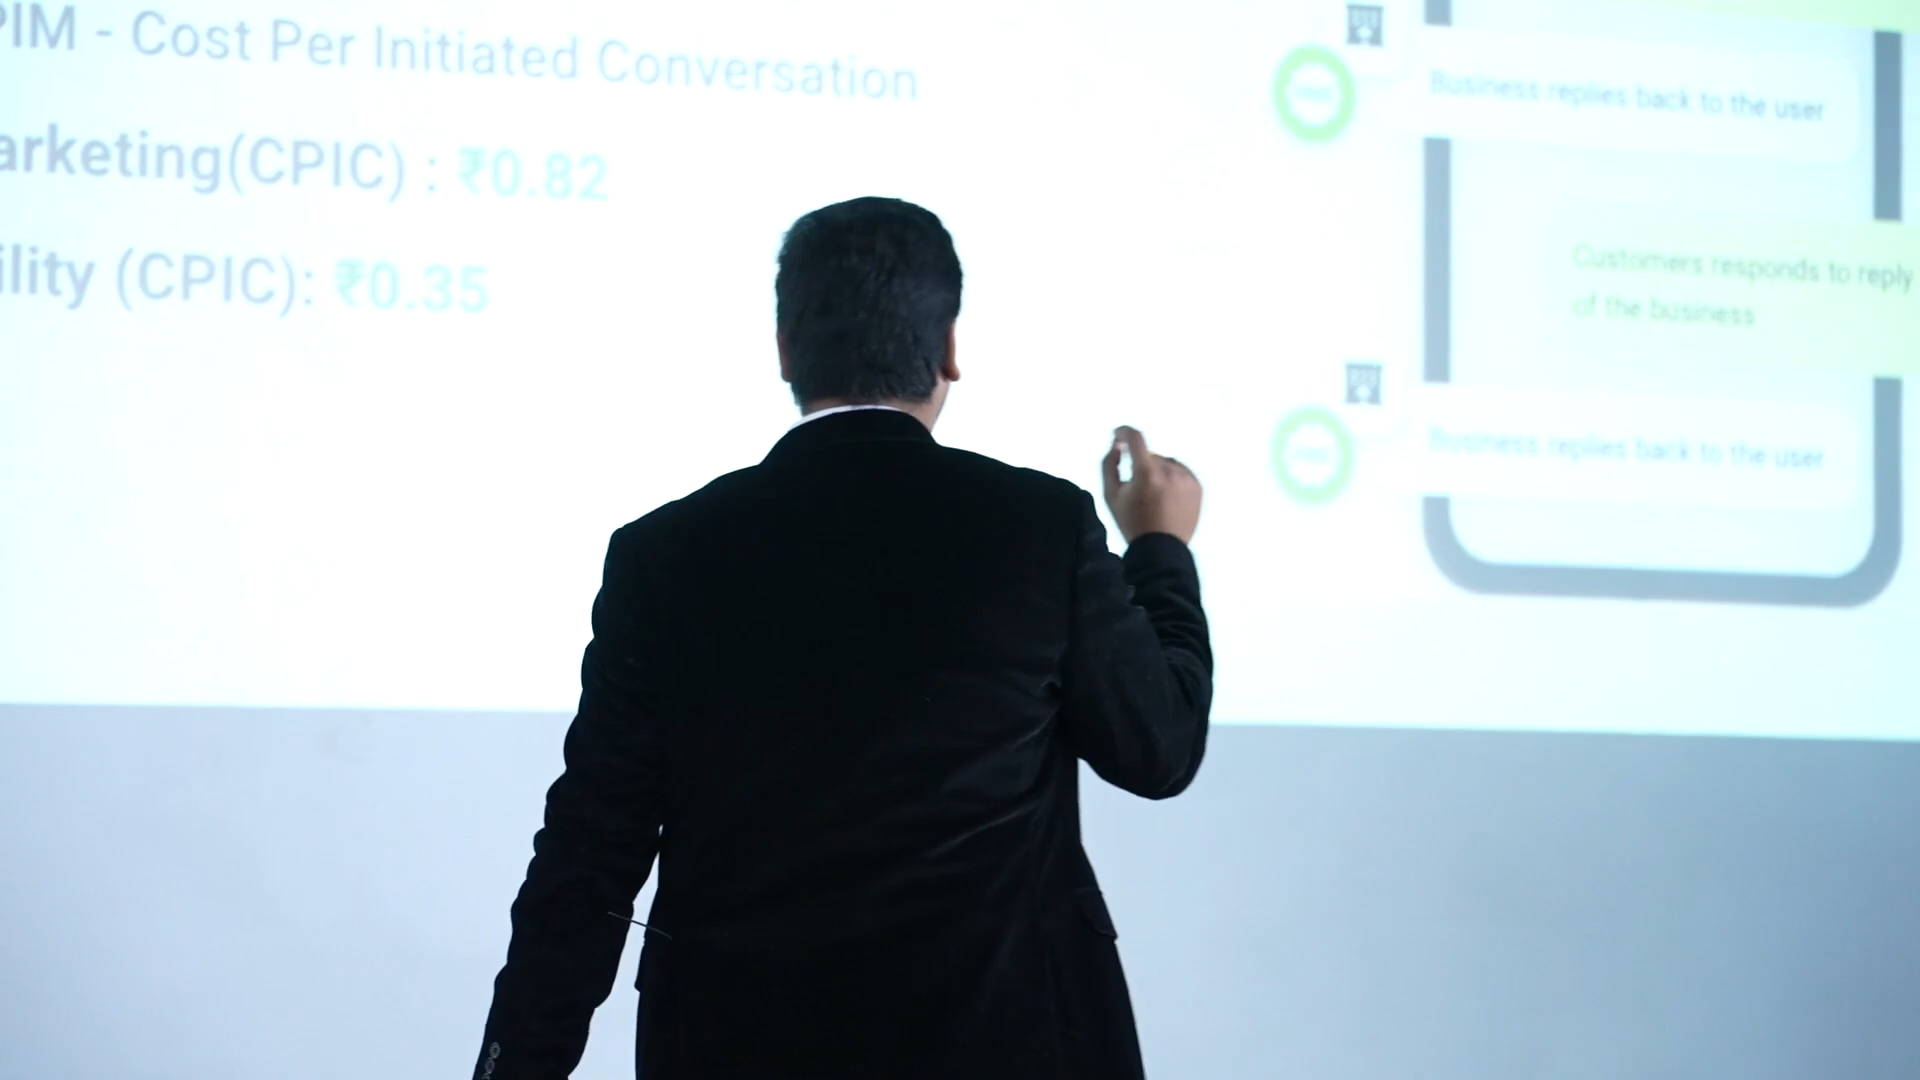 PIM - Cost Per Initiated Conversation
arketing(CPIC) : ₹0.82
ility (CPIC): ₹0.35
Business replies back to the user
Customers responds to reply
of the business
Business replies back to the user